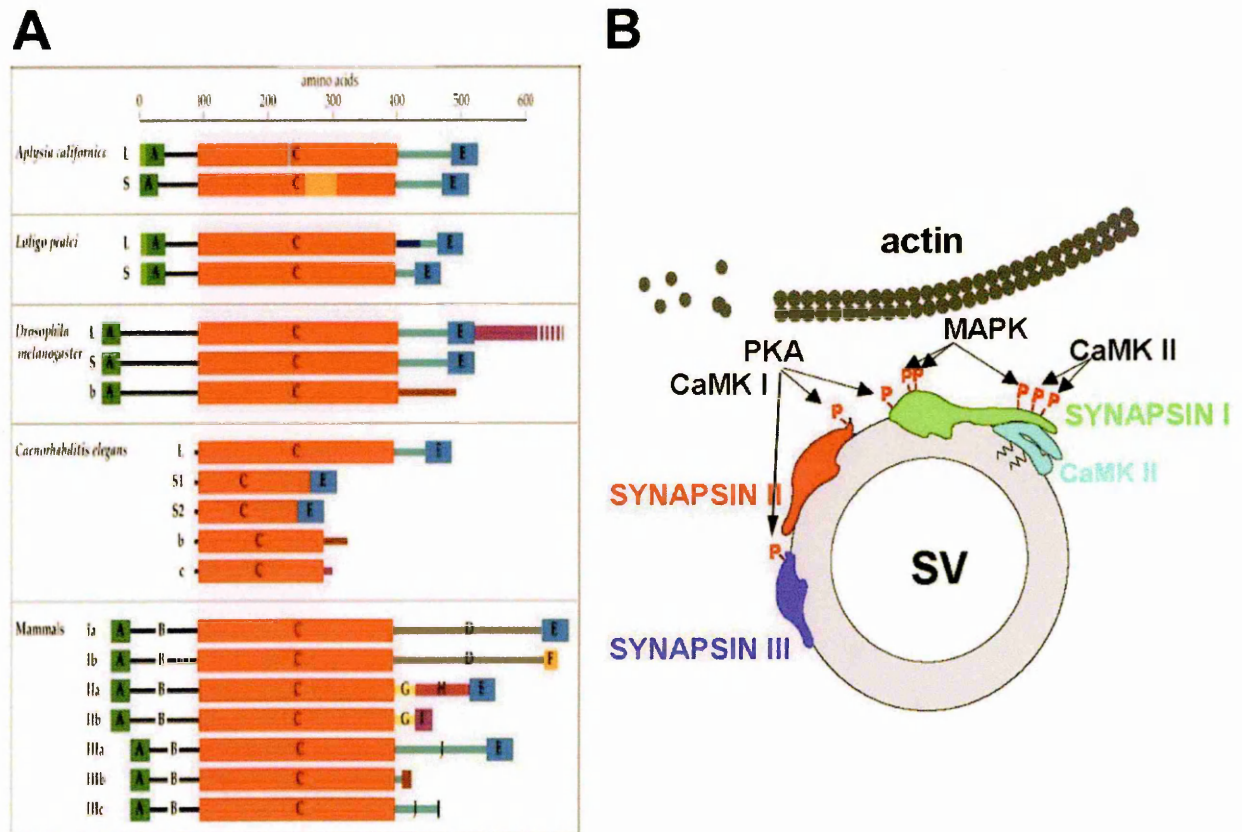 A
amino acids
0 100 200 300 400 500 600
Aplysia californica L A C E
S A C E
Loligo pealei L A C E
S A C E
Drosophila melanogaster L A E
S A C E
b A C
Caenorhabditis elegans L C E
S1 C E
S2 C E
b C
c C
Mammals Ia A B C D E
Ib A B C D F
IIa A B C G H E
IIb A B C G I
IIIa A B C J E
IIIb A B C
IIIc A B C J
B
actin
MAPK
PKA
CaMK I
CaMK II
P P P P P P P
SYNAPSIN I
CaMK II
SYNAPSIN II
P
SYNAPSIN III
SV